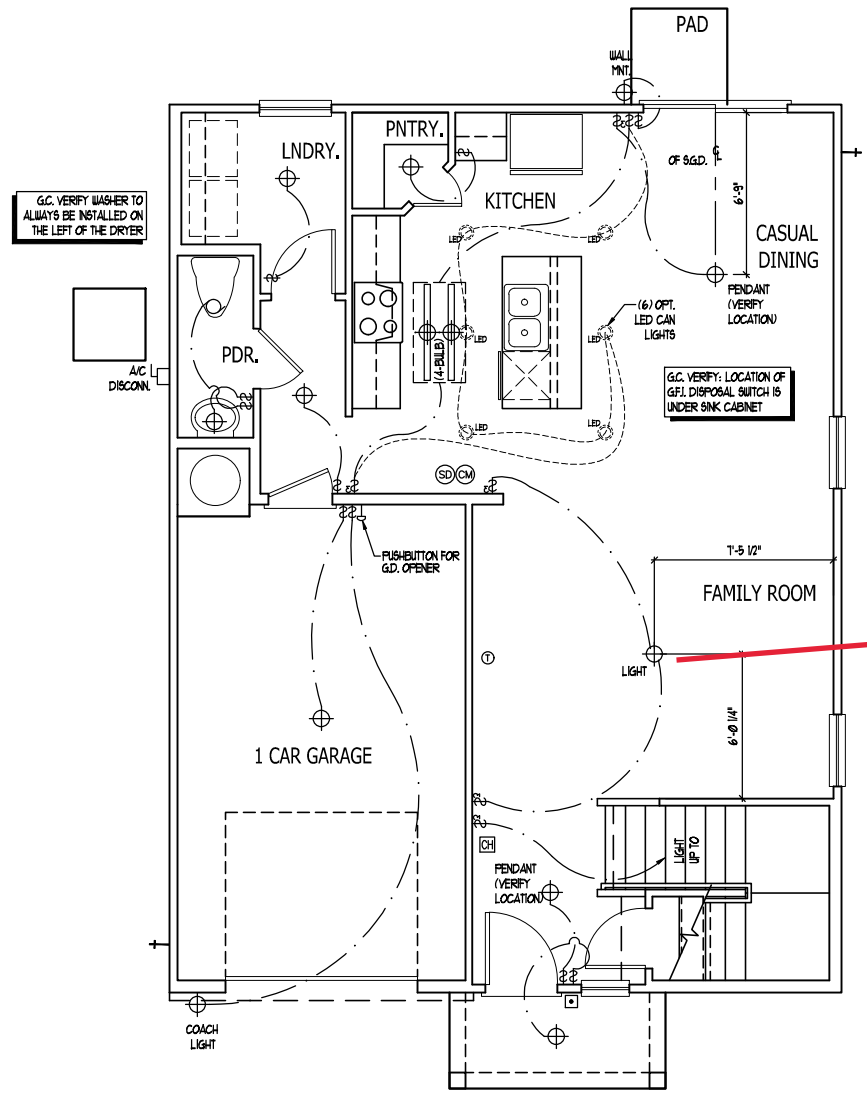 PAD
WALL
MNT.
PNTRY.
LNDRY.
KITCHEN
OF S.G.D.
6'-9"
G.C. VERIFY WASHER TO
ALWAYS BE INSTALLED ON
THE LEFT OF THE DRYER
CASUAL
DINING
LED
LED
PENDANT
(VERIFY
LOCATION)
(6) OPT.
LED CAN
LIGHTS
PDR.
(4-BULB)
LED
LED
A/C
DISCONN.
G.C. VERIFY: LOCATION OF
G.F.I. DISPOSAL SWITCH IS
UNDER SINK CABINET
LED
LED
SD
CM
3
3
3
PUSHBUTTON FOR
G.D. OPENER
7'-5 1/2"
FAMILY ROOM
T
LIGHT
6'-0 1/4"
1 CAR GARAGE
CH
LIGHT
UP TO
PENDANT
(VERIFY
LOCATION)
COACH
LIGHT